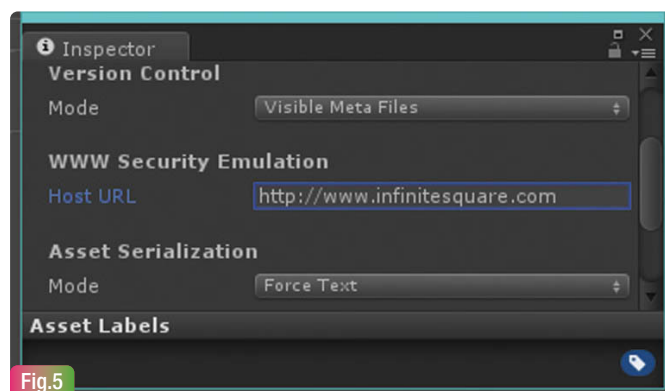 Inspector
Version Control
Mode Visible Meta Files
WWW Security Emulation
Host URL http://www.infinitesquare.com
Asset Serialization
Mode Force Text
Asset Labels
Fig.5